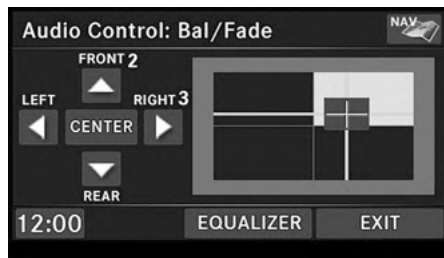 Audio Control: Bal/Fade NAV
FRONT 2
LEFT RIGHT 3
CENTER
REAR
12:00 EQUALIZER EXIT